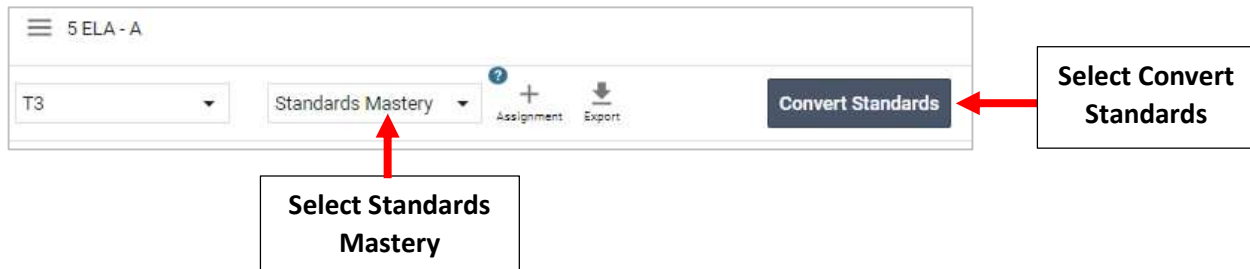 5 ELA - A
T3
Standards Mastery
?
Assignment
Export
Convert Standards
Select Convert
Standards
Select Standards
Mastery